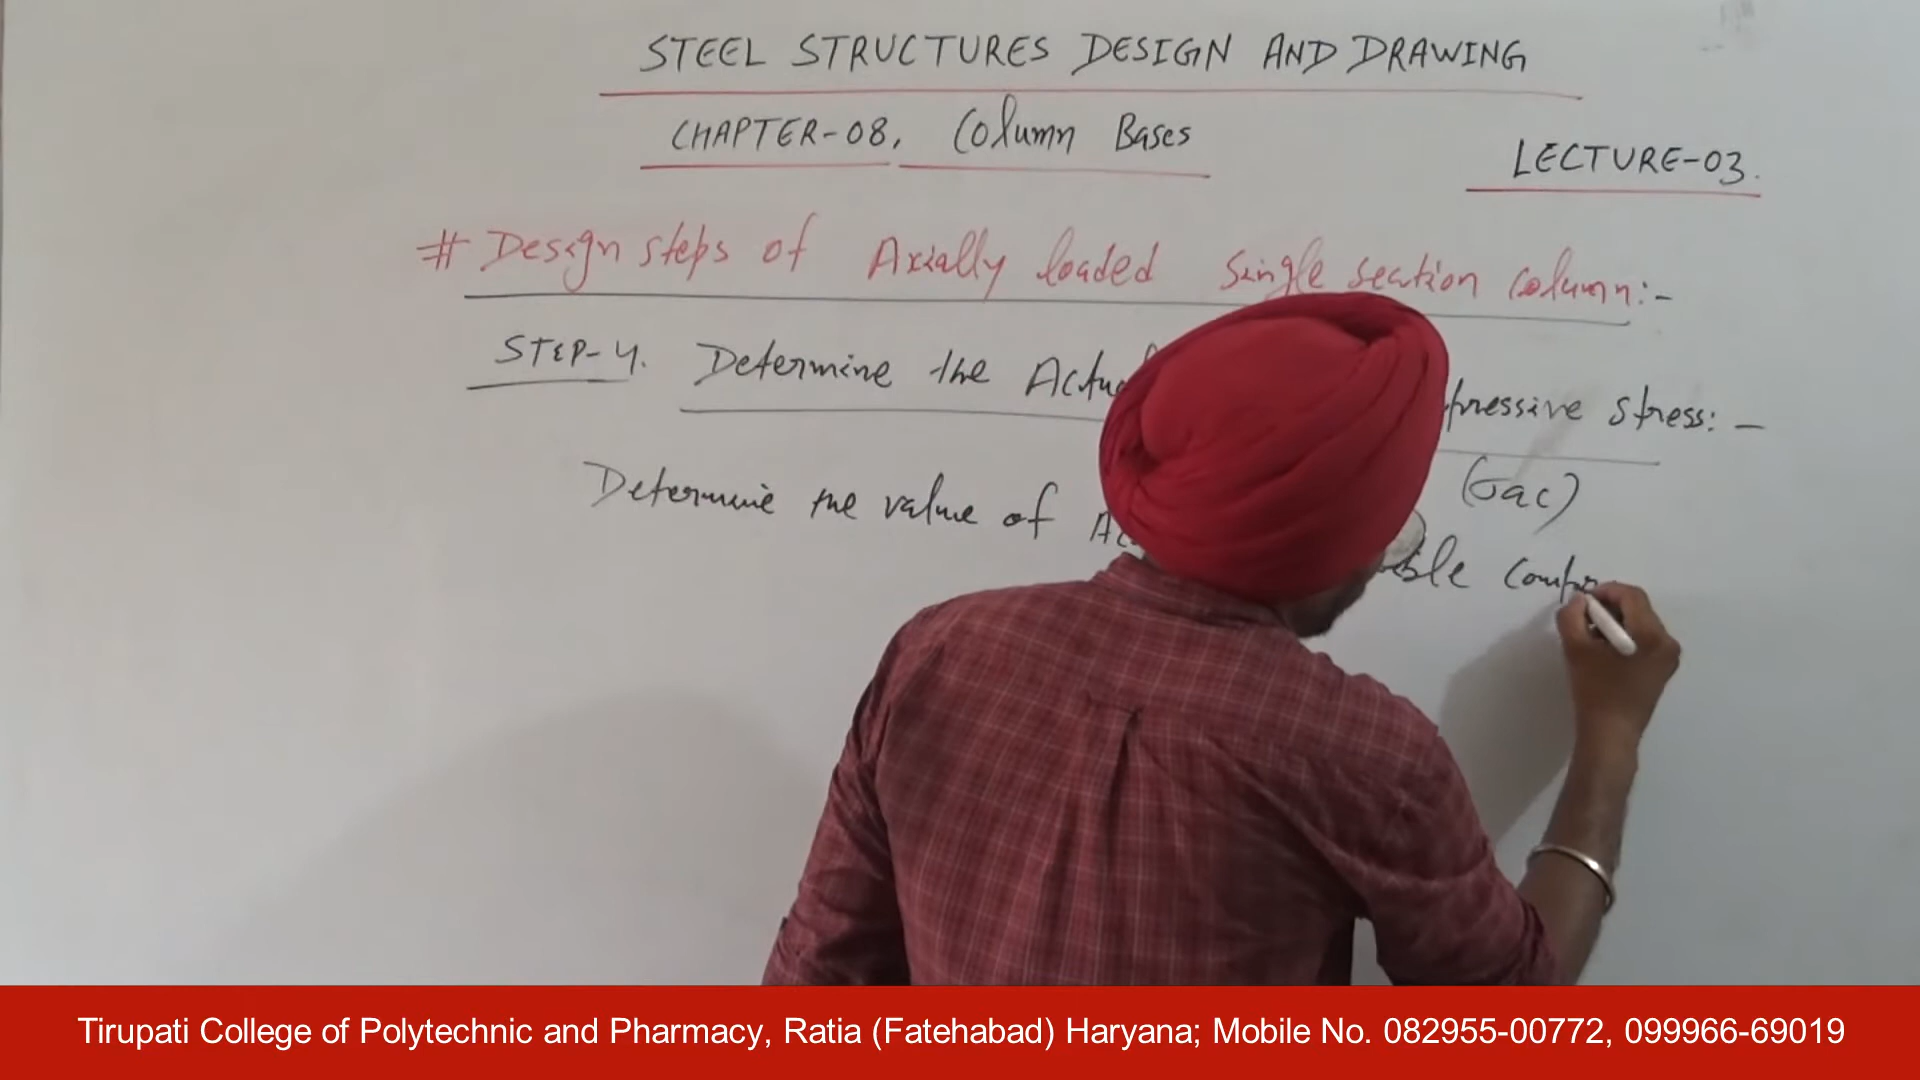 STEEL STRUCTURES DESIGN AND DRAWING
CHAPTER-08, Column Bases
LECTURE-03.
# Design steps of Axially loaded Single section Column:-
STEP-4. Determine the Actu pressive stress:-
(σac)
Determine the value of Ac ble Comp
Tirupati College of Polytechnic and Pharmacy, Ratia (Fatehabad) Haryana; Mobile No. 082955-00772, 099966-69019